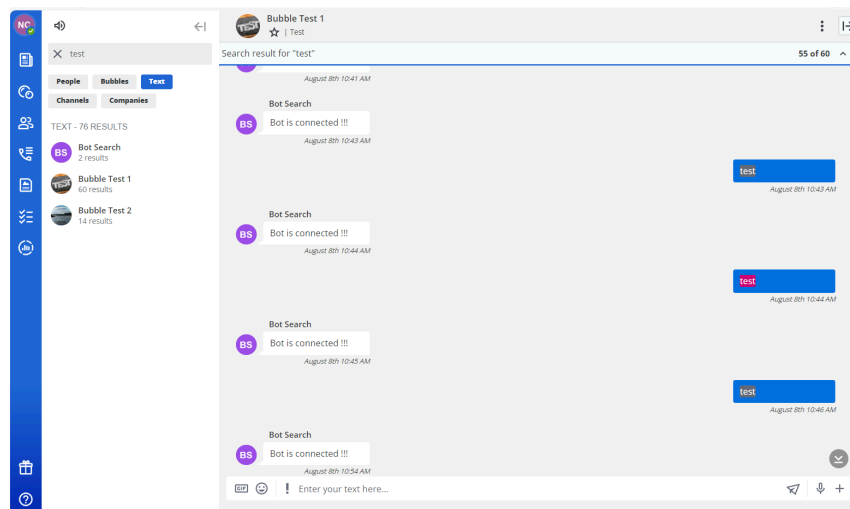 NC
test
People Bubbles Text
Channels Companies
TEXT - 76 RESULTS
BS
Bot Search
2 results
TEST
Bubble Test 1
60 results
Bubble Test 2
14 results
TEST
Bubble Test 1
| Test
Search result for "test"
55 of 60
August 8th 10:41 AM
Bot Search
BS
Bot is connected !!!
August 8th 10:43 AM
test
August 8th 10:43 AM
Bot Search
BS
Bot is connected !!!
August 8th 10:44 AM
test
August 8th 10:44 AM
Bot Search
BS
Bot is connected !!!
August 8th 10:45 AM
test
August 8th 10:46 AM
Bot Search
BS
Bot is connected !!!
August 8th 10:54 AM
GIF
Enter your text here...